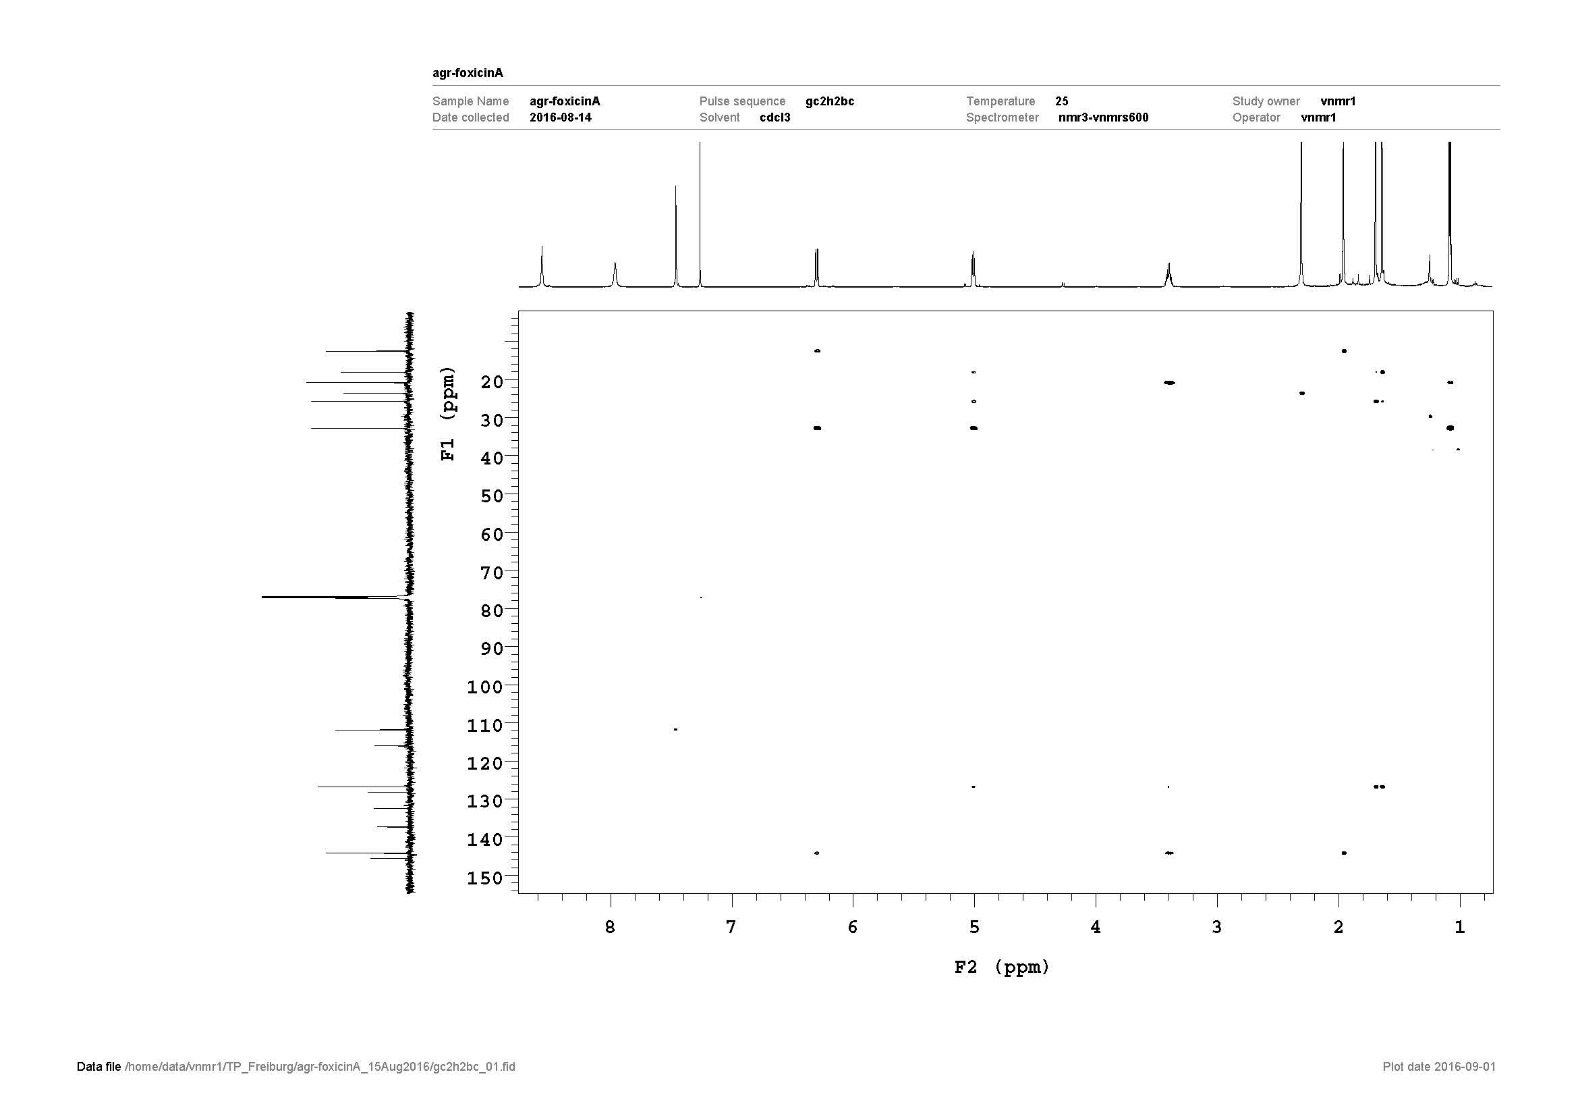 agr-foxicinA
Sample Name agr-foxicinA Pulse sequence gc2h2bc Temperature 25 Study owner vnmr1
Date collected 2016-08-14 Solvent cdcl3 Spectrometer nmr3-vnmrs600 Operator vnmr1
F1 (ppm)
20
30
40
50
60
70
80
90
100
110
120
130
140
150
8 7 6 5 4 3 2 1
F2 (ppm)
Data file /home/data/vnmr1/TP_Freiburg/agr-foxicinA_15Aug2016/gc2h2bc_01.fid Plot date 2016-09-01